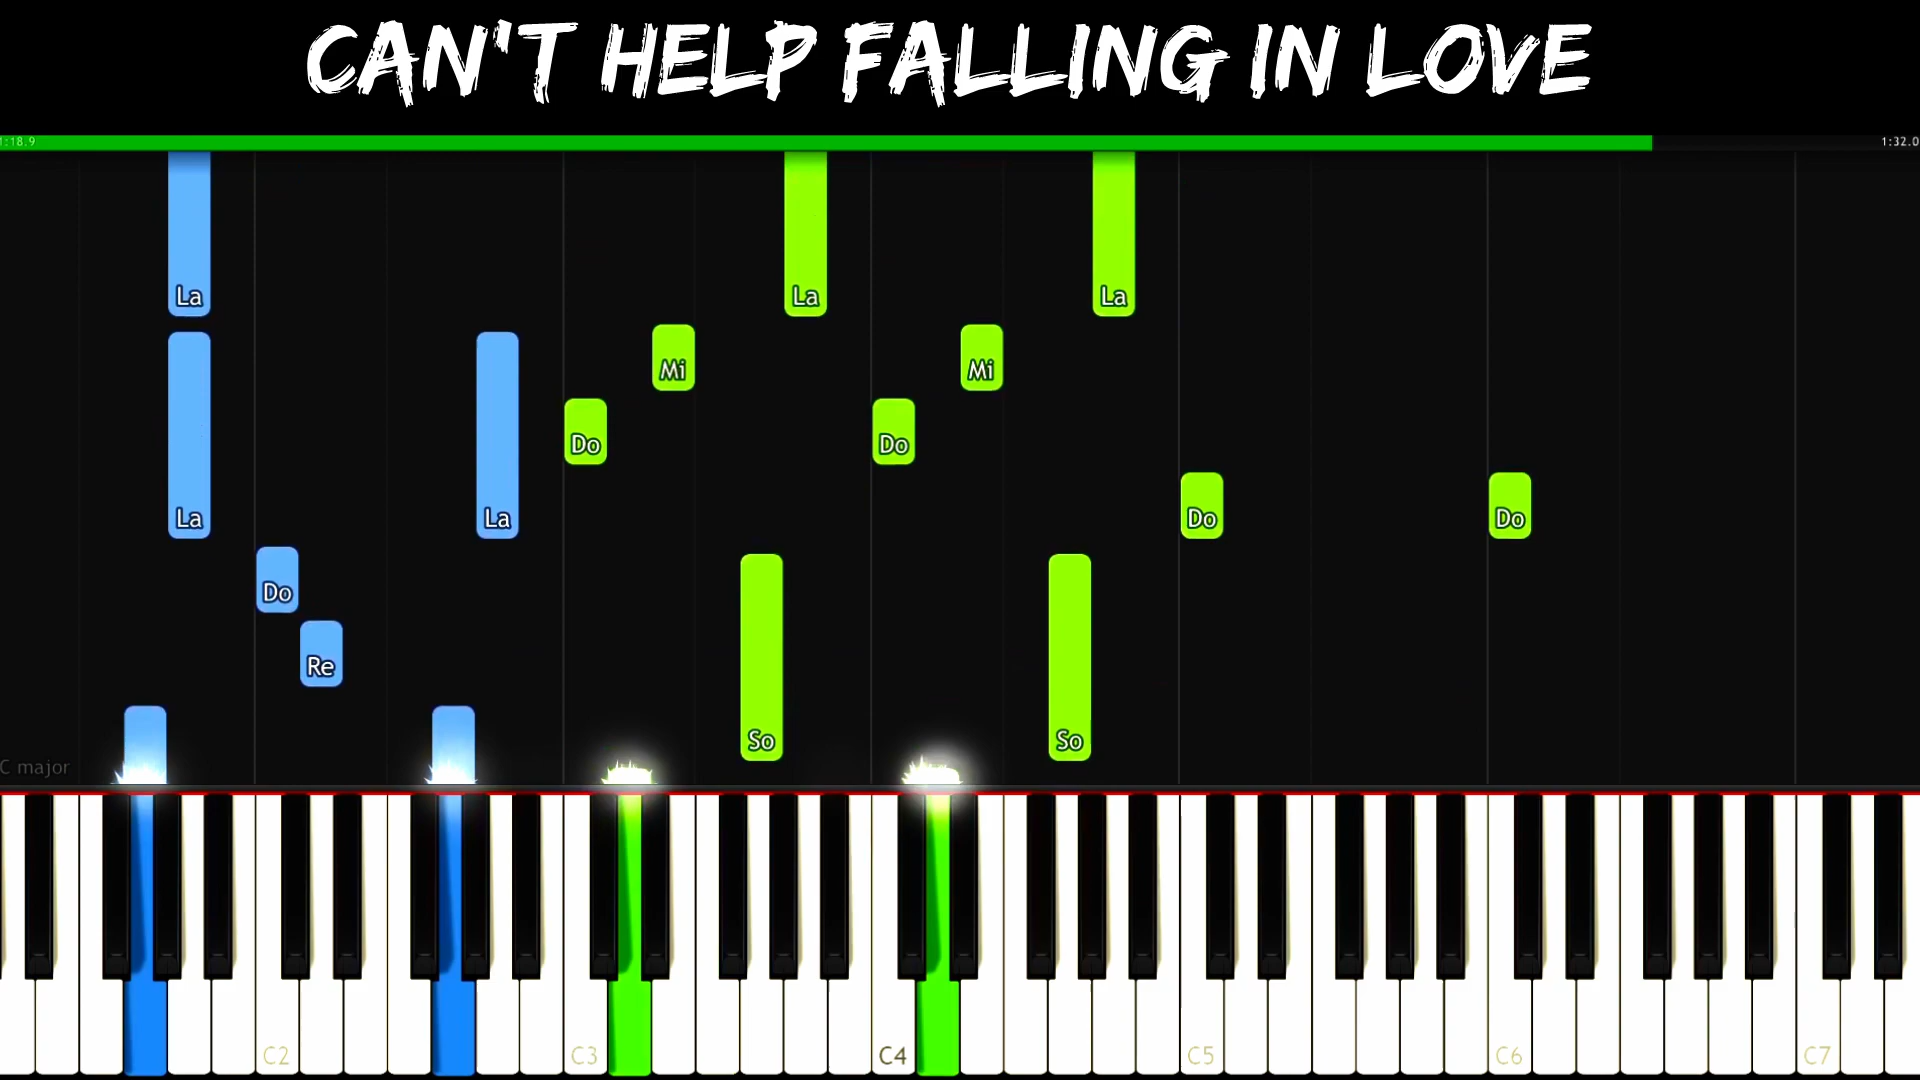 CAN'T HELP FALLING IN LOVE
1:18.9 1:32.0
La La La
Mi Mi
Do Do
La La Do Do
Do
Re
So So
C major
C2 C3 C4 C5 C6 C7